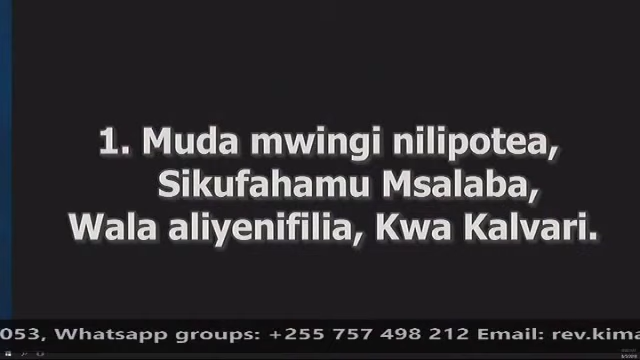 1. Muda mwingi nilipotea,
Sikufahamu Msalaba,
Wala aliyenifilia, Kwa Kalvari.
053, Whatsapp groups: +255 757 498 212 Email: rev.kima